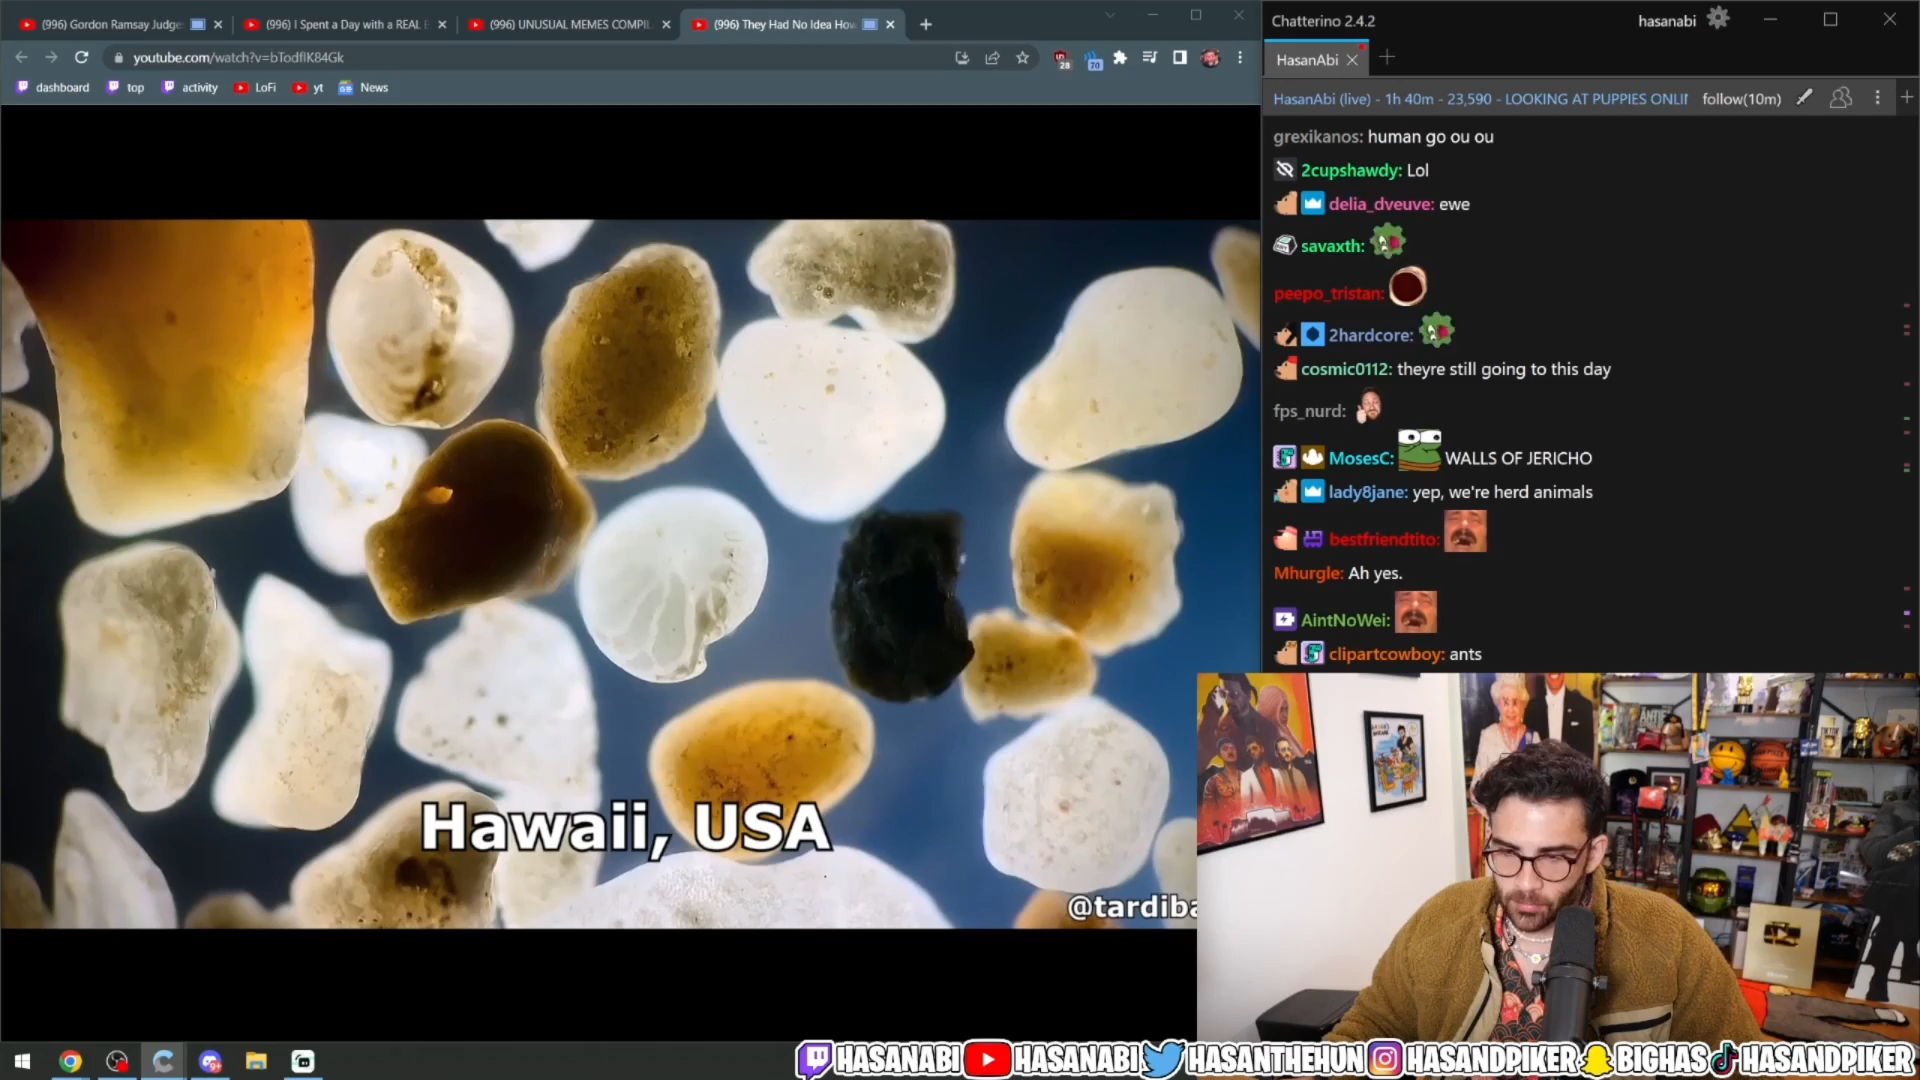 (996) Gordon Ramsay Judge
(996) I Spent a Day with a REAL
(996) UNUSUAL MEMES COMPIL
(996) They Had No Idea How
youtube.com/watch?v=bTodflK84Gk
28
70
dashboard
top
activity
LoFi
yt
News
Hawaii, USA
@tardiba
Chatterino 2.4.2
hasanabi
HasanAbi
HasanAbi (live) - 1h 40m - 23,590 - LOOKING AT PUPPIES ONLI
follow(10m)
grexikanos: human go ou ou
2cupshawdy: Lol
delia_dveuve: ewe
savaxth:
peepo_tristan:
2hardcore:
cosmic0112: theyre still going to this day
fps_nurd:
MosesC: WALLS OF JERICHO
lady8jane: yep, we're herd animals
bestfriendtito:
Mhurgle: Ah yes.
AintNoWei:
clipartcowboy: ants
HASANABI HASANABI HASANTHEHUN HASANDPIKER BIGHAS HASANDPIKER